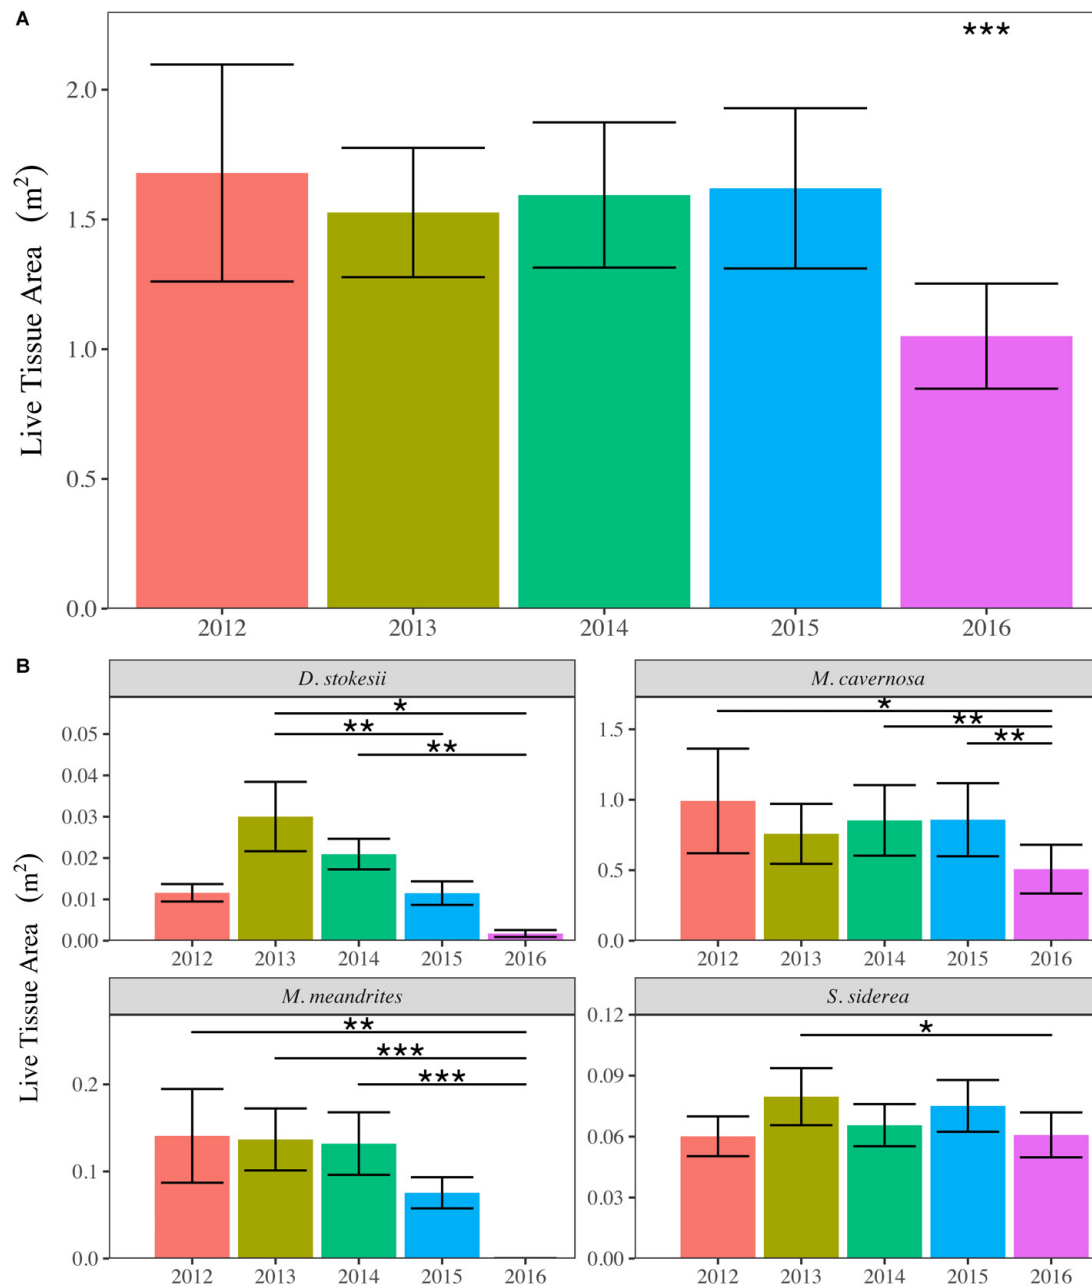 A
***
Live Tissue Area (m²)
2.0
1.5
1.0
0.5
0.0
2012 2013 2014 2015 2016
B
Live Tissue Area (m²)
D. stokesii
*
**
**
0.05
0.04
0.03
0.02
0.01
0.00
2012 2013 2014 2015 2016
M. cavernosa
*
**
**
1.5
1.0
0.5
0.0
2012 2013 2014 2015 2016
M. meandrites
**
***
***
0.2
0.1
0.0
2012 2013 2014 2015 2016
S. siderea
*
0.12
0.09
0.06
0.03
0.00
2012 2013 2014 2015 2016